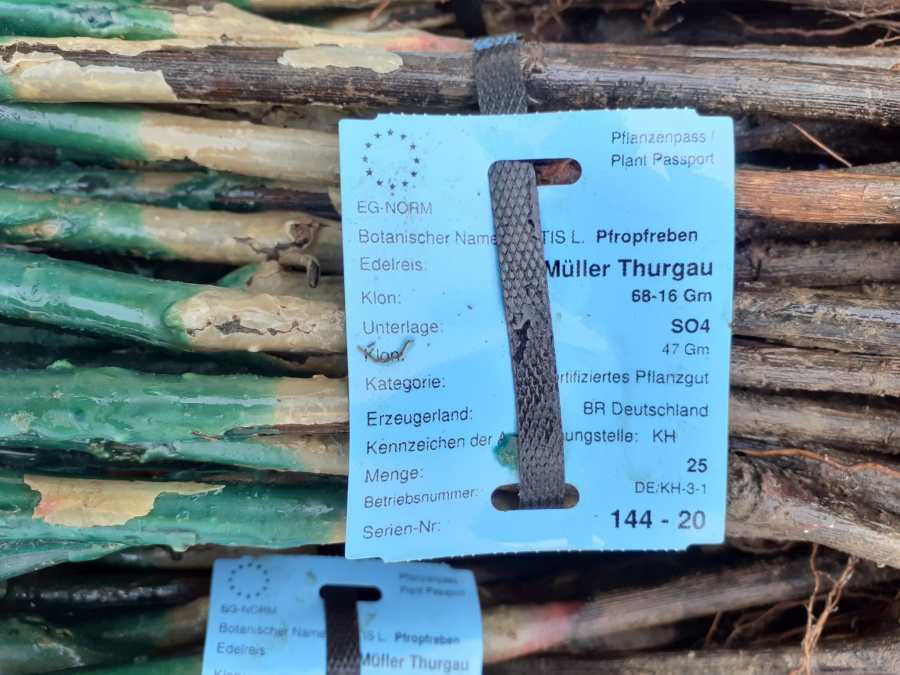 Pflanzenpass /
Plant Passport
EG-NORM
Botanischer Name TIS L. Pfropfreben
Edelreis: Müller Thurgau
Klon: 68-16 Gm
Unterlage: SO4
Klon: 47 Gm
Kategorie: rtifiziertes Pflanzgut
Erzeugerland: BR Deutschland
Kennzeichen der A ungstelle: KH
Menge: 25
Betriebsnummer: DE/KH-3-1
Serien-Nr: 144 - 20
Pflanzenpass
Plant Passport
EG-NORM
Botanischer Name IS L. Pfropfreben
Edelreis Müller Thurgau